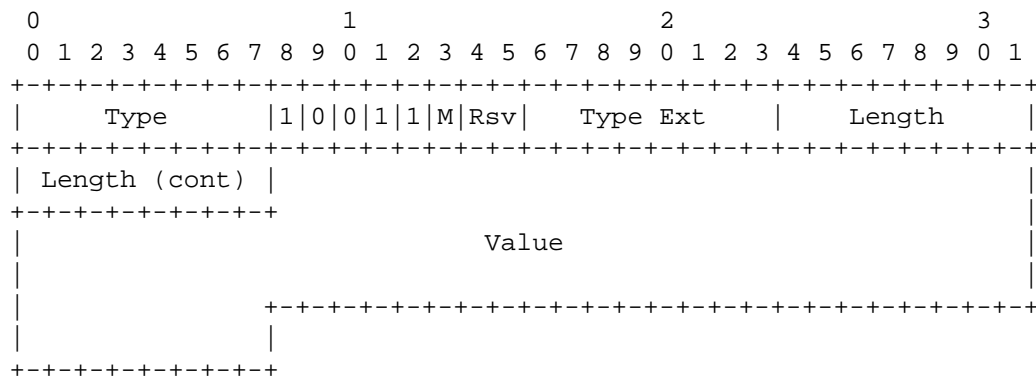 0                   1                   2                   3
 0 1 2 3 4 5 6 7 8 9 0 1 2 3 4 5 6 7 8 9 0 1 2 3 4 5 6 7 8 9 0 1
+-+-+-+-+-+-+-+-+-+-+-+-+-+-+-+-+-+-+-+-+-+-+-+-+-+-+-+-+-+-+-+-+
|     Type      |1|0|0|1|1|M|Rsv|   Type Ext    |    Length     |
+-+-+-+-+-+-+-+-+-+-+-+-+-+-+-+-+-+-+-+-+-+-+-+-+-+-+-+-+-+-+-+-+
| Length (cont) |                                               |
+-+-+-+-+-+-+-+-+                                               |
|                             Value                             |
|                                                               |
|               +-+-+-+-+-+-+-+-+-+-+-+-+-+-+-+-+-+-+-+-+-+-+-+-+
|               |
+-+-+-+-+-+-+-+-+